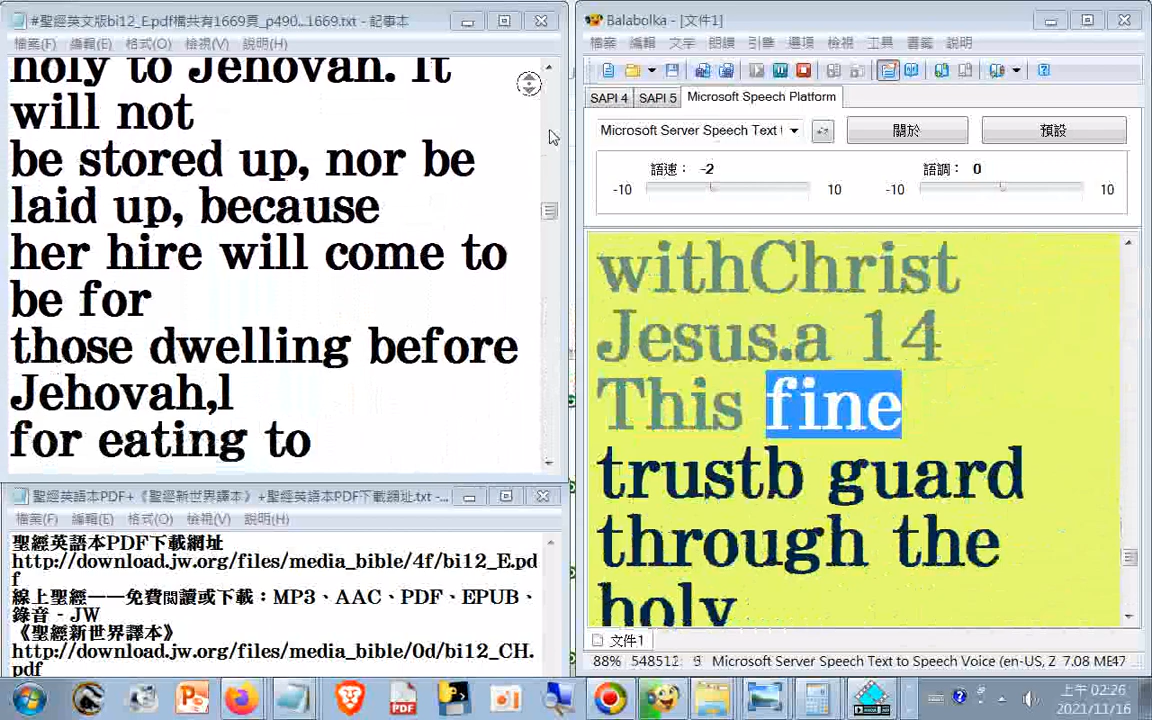 #聖經英文版bi12_E.pdf檔共有1669頁_p490...1669.txt - 記事本
檔案(F) 編輯(E) 格式(O) 檢視(V) 說明(H)
holy to Jehovah. It
will not
be stored up, nor be
laid up, because
her hire will come to
be for
those dwelling before
Jehovah,l
for eating to
聖經英語本PDF+《聖經新世界譯本》+聖經英語本PDF下載網址.txt -...
檔案(F) 編輯(E) 格式(O) 檢視(V) 說明(H)
聖經英語本PDF下載網址
http://download.jw.org/files/media_bible/4f/bi12_E.pd
f
線上聖經──免費閱讀或下載：MP3、AAC、PDF、EPUB、
錄音 - JW
《聖經新世界譯本》
http://download.jw.org/files/media_bible/0d/bi12_CH.
pdf
Balabolka - [文件1]
檔案 編輯 文字 朗讀 引擎 選項 檢視 工具 書籤 說明
SAPI 4 SAPI 5 Microsoft Speech Platform
Microsoft Server Speech Text t 關於 預設
語速： -2 語調： 0
-10 10 -10 10
withChrist
Jesus.a 14
This fine
trustb guard
through the
holy
文件1
88% 548512 Microsoft Server Speech Text to Speech Voice (en-US, Z 7.08 ME47
上午 02:26
2021/11/16